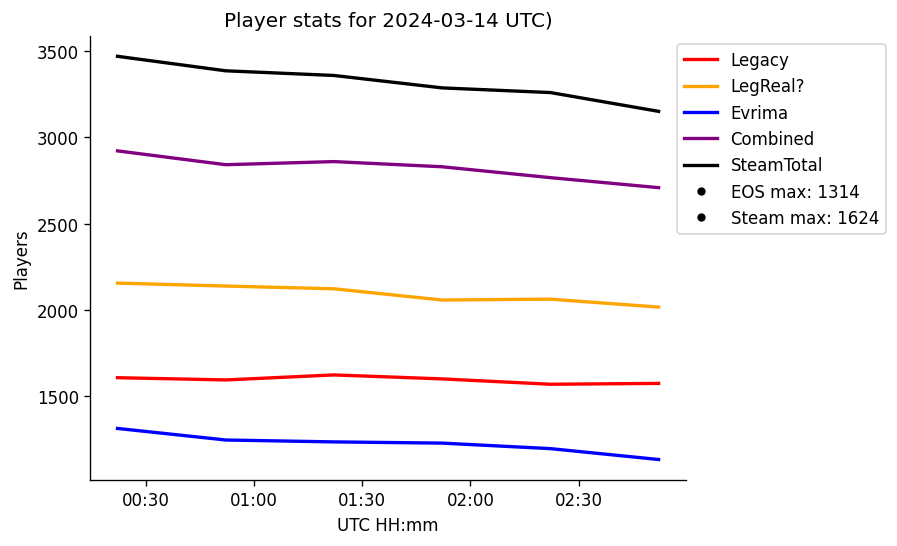 Player stats for 2024-03-14 UTC)
3500
3000
2500
2000
1500
Players
00:30 01:00 01:30 02:00 02:30
UTC HH:mm
Legacy
LegReal?
Evrima
Combined
SteamTotal
EOS max: 1314
Steam max: 1624